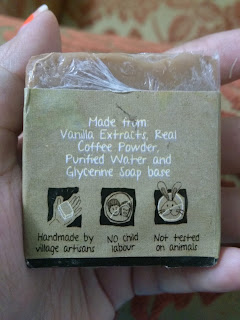 Made from:
Vanilla Extracts, Real
Coffee Powder,
Purified Water and
Glycerine Soap base
Handmade by
village artisans
NO child
labour
Not tested
on animals